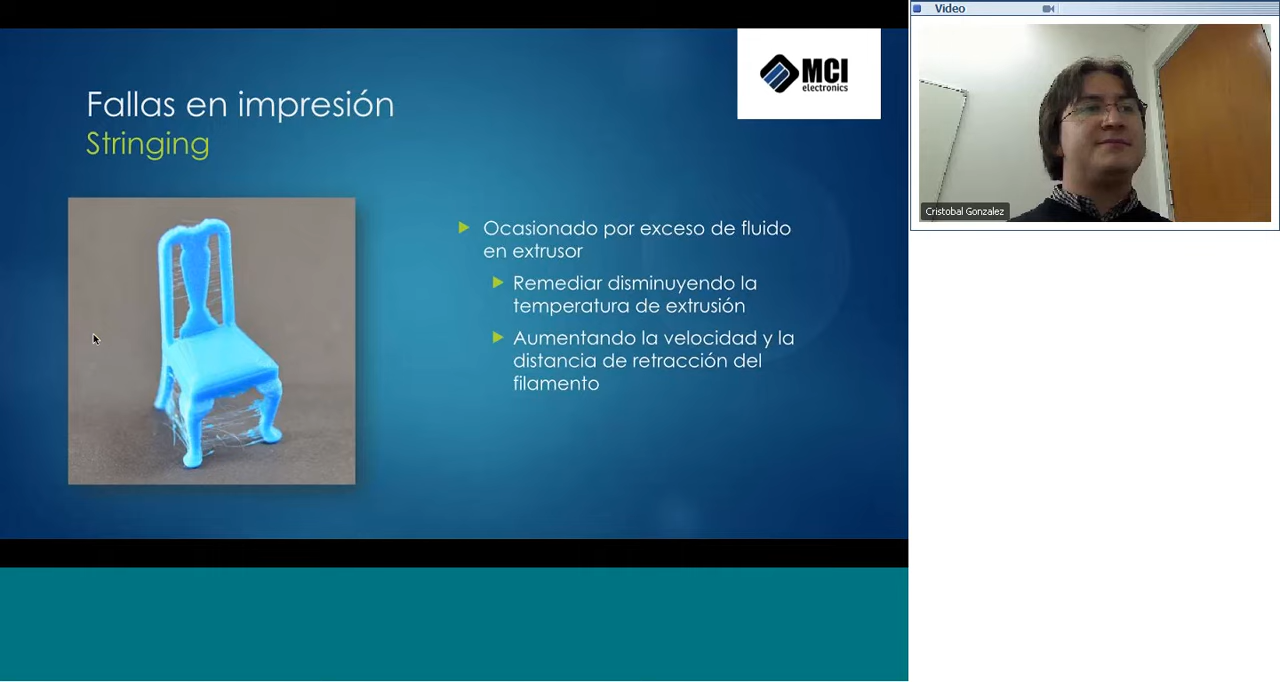 Video
MCI
electronics
Fallas en impresión
Stringing
Ocasionado por exceso de fluido
en extrusor
Remediar disminuyendo la
temperatura de extrusión
Aumentando la velocidad y la
distancia de retracción del
filamento
Cristobal Gonzalez